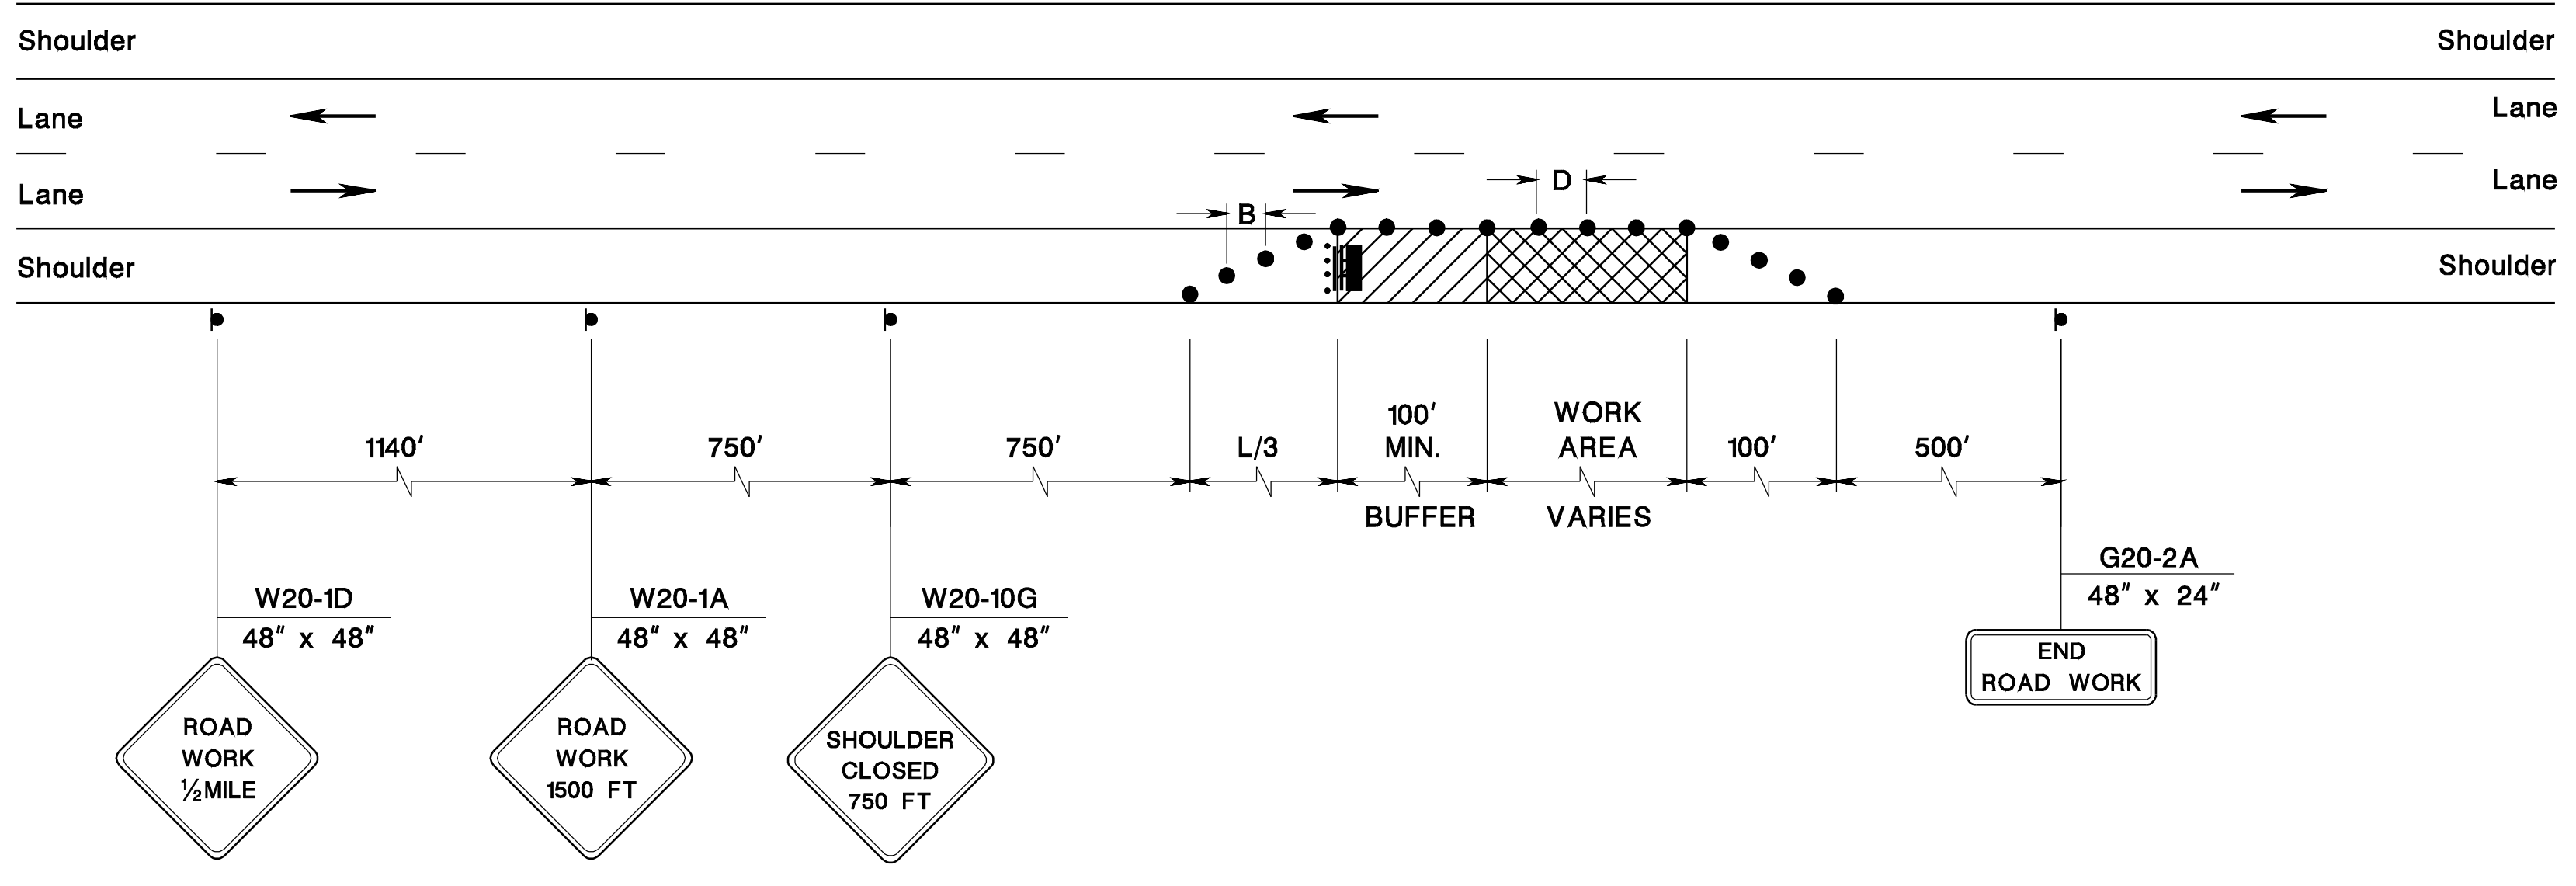 Shoulder Shoulder
Lane Lane
Lane Lane
D
B
Shoulder Shoulder
1140' 750' 750' L/3 100' MIN. WORK AREA 100' 500'
BUFFER VARIES
W20-1D
48" x 48"
W20-1A
48" x 48"
W20-10G
48" x 48"
G20-2A
48" x 24"
ROAD
WORK
½MILE
ROAD
WORK
1500 FT
SHOULDER
CLOSED
750 FT
END
ROAD WORK